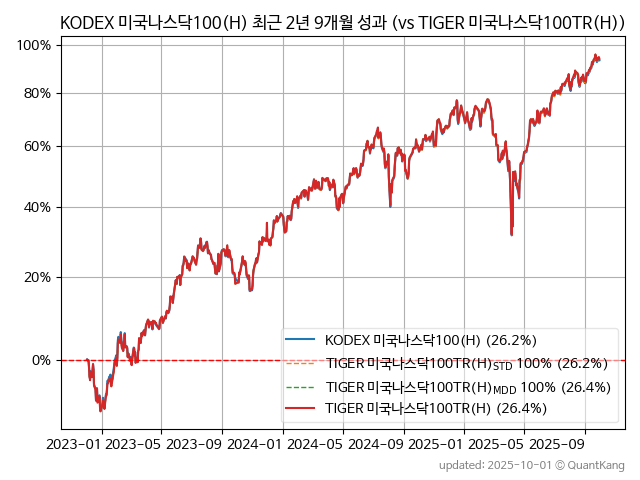 KODEX 미국나스닥100(H) 최근 2년 9개월 성과 (vs TIGER 미국나스닥100TR(H))
100%
80%
60%
40%
20%
0%
KODEX 미국나스닥100(H) (26.2%)
TIGER 미국나스닥100TR(H)STD 100% (26.2%)
TIGER 미국나스닥100TR(H)MDD 100% (26.4%)
TIGER 미국나스닥100TR(H) (26.4%)
2023-01 2023-05 2023-09 2024-01 2024-05 2024-09 2025-01 2025-05 2025-09
updated: 2025-10-01 © QuantKang